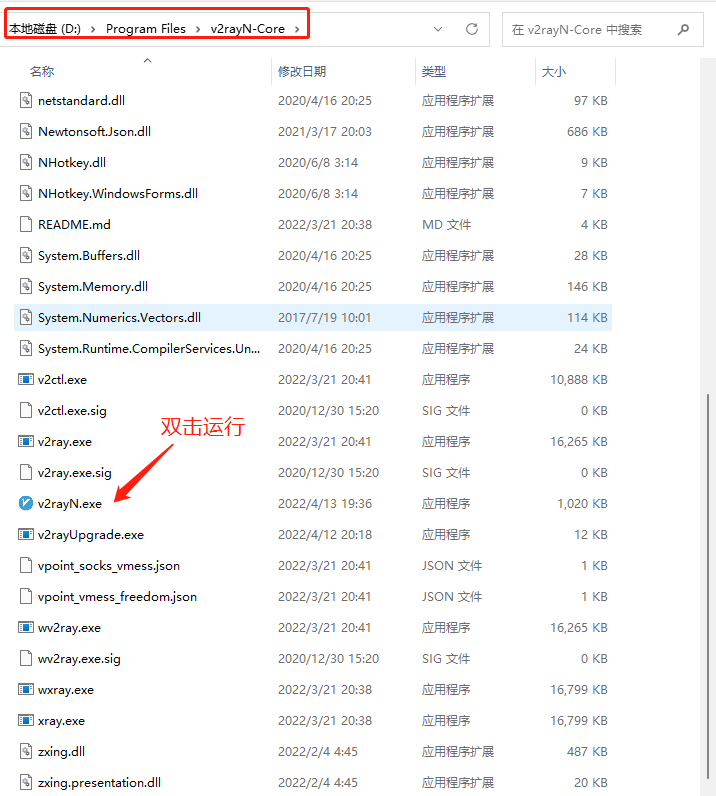 本地磁盘 (D:) > Program Files > v2rayN-Core >
在 v2rayN-Core 中搜索
名称 修改日期 类型 大小
netstandard.dll 2020/4/16 20:25 应用程序扩展 97 KB
Newtonsoft.Json.dll 2021/3/17 20:03 应用程序扩展 686 KB
NHotkey.dll 2020/6/8 3:14 应用程序扩展 9 KB
NHotkey.WindowsForms.dll 2020/6/8 3:14 应用程序扩展 7 KB
README.md 2022/3/21 20:38 MD 文件 4 KB
System.Buffers.dll 2020/4/16 20:25 应用程序扩展 28 KB
System.Memory.dll 2020/4/16 20:25 应用程序扩展 146 KB
System.Numerics.Vectors.dll 2017/7/19 10:01 应用程序扩展 114 KB
System.Runtime.CompilerServices.Un... 2020/4/16 20:25 应用程序扩展 24 KB
v2ctl.exe 2022/3/21 20:41 应用程序 10,888 KB
v2ctl.exe.sig 2020/12/30 15:20 SIG 文件 0 KB
双击运行
v2ray.exe 2022/3/21 20:41 应用程序 16,265 KB
v2ray.exe.sig 2020/12/30 15:20 SIG 文件 0 KB
v2rayN.exe 2022/4/13 19:36 应用程序 1,020 KB
v2rayUpgrade.exe 2022/4/12 20:18 应用程序 12 KB
vpoint_socks_vmess.json 2022/3/21 20:41 JSON 文件 1 KB
vpoint_vmess_freedom.json 2022/3/21 20:41 JSON 文件 1 KB
wv2ray.exe 2022/3/21 20:41 应用程序 16,265 KB
wv2ray.exe.sig 2020/12/30 15:20 SIG 文件 0 KB
wxray.exe 2022/3/21 20:38 应用程序 16,799 KB
xray.exe 2022/3/21 20:38 应用程序 16,799 KB
zxing.dll 2022/2/4 4:45 应用程序扩展 487 KB
zxing.presentation.dll 2022/2/4 4:45 应用程序扩展 20 KB